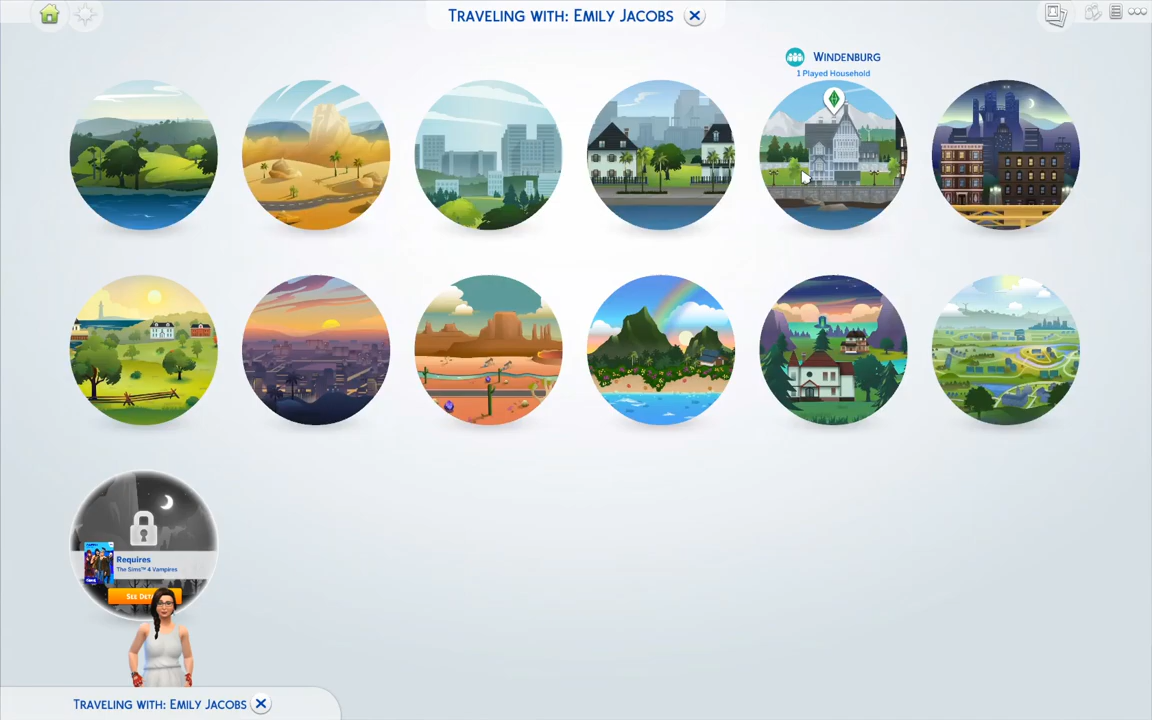 TRAVELING WITH: EMILY JACOBS
WINDENBURG
1 Played Household
Requires
The Sims™ 4 Vampires
TRAVELING WITH: EMILY JACOBS